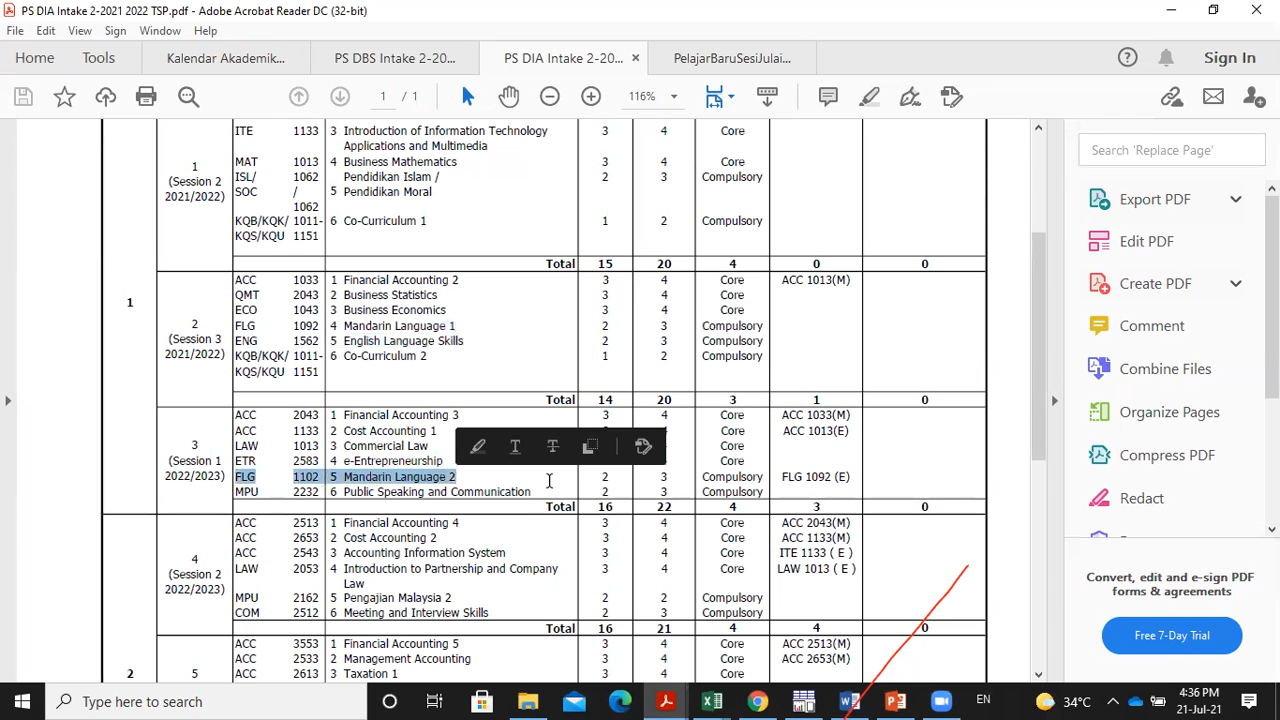 PS DIA Intake 2-2021 2022 TSP.pdf - Adobe Acrobat Reader DC (32-bit)
File Edit View Sign Window Help
Home Tools Kalendar Akademik... PS DBS Intake 2-20... PS DIA Intake 2-20... PelajarBaruSesiJulai... Sign In
1 / 1 116%
ITE 1133 3 Introduction of Information Technology 3 4 Core
Applications and Multimedia
MAT 1013 4 Business Mathematics 3 4 Core
ISL/ 1062 Pendidikan Islam / 2 3 Compulsory
SOC / 5 Pendidikan Moral
1062
KQB/KQK/ 1011- 6 Co-Curriculum 1 1 2 Compulsory
KQS/KQU 1151
1
(Session 2
2021/2022)
Total 15 20 4 0 0
1
ACC 1033 1 Financial Accounting 2 3 4 Core ACC 1013(M)
QMT 2043 2 Business Statistics 3 4 Core
ECO 1043 3 Business Economics 3 4 Core
FLG 1092 4 Mandarin Language 1 2 3 Compulsory
ENG 1562 5 English Language Skills 2 3 Compulsory
KQB/KQK/ 1011- 6 Co-Curriculum 2 1 2 Compulsory
KQS/KQU 1151
2
(Session 3
2021/2022)
Total 14 20 3 1 0
ACC 2043 1 Financial Accounting 3 3 4 Core ACC 1033(M)
ACC 1133 2 Cost Accounting 1 ACC 1013(E)
LAW 1013 3 Commercial Law Core
ETR 2583 4 e-Entrepreneurship Core
FLG 1102 5 Mandarin Language 2 2 3 Compulsory FLG 1092 (E)
MPU 2232 6 Public Speaking and Communication 2 3 Compulsory
3
(Session 1
2022/2023)
Total 16 22 4 3 0
ACC 2513 1 Financial Accounting 4 3 4 Core ACC 2043(M)
ACC 2653 2 Cost Accounting 2 3 4 Core ACC 1133(M)
ACC 2543 3 Accounting Information System 3 4 Core ITE 1133 ( E )
LAW 2053 4 Introduction to Partnership and Company 3 4 Core LAW 1013 ( E )
Law
MPU 2162 5 Pengajian Malaysia 2 2 2 Compulsory
COM 2512 6 Meeting and Interview Skills 2 3 Compulsory
4
(Session 2
2022/2023)
Total 16 21 4 4 0
ACC 3553 1 Financial Accounting 5 3 4 Core ACC 2513(M)
ACC 2533 2 Management Accounting 3 4 Core ACC 2653(M)
2 5 ACC 2613 3 Taxation 1 3 4 Core
Search 'Replace Page'
Export PDF
Edit PDF
Create PDF
Comment
Combine Files
Organize Pages
Compress PDF
Redact
Convert, edit and e-sign PDF
forms & agreements
Free 7-Day Trial
Type here to search
EN
34°C
4:36 PM
21-Jul-21